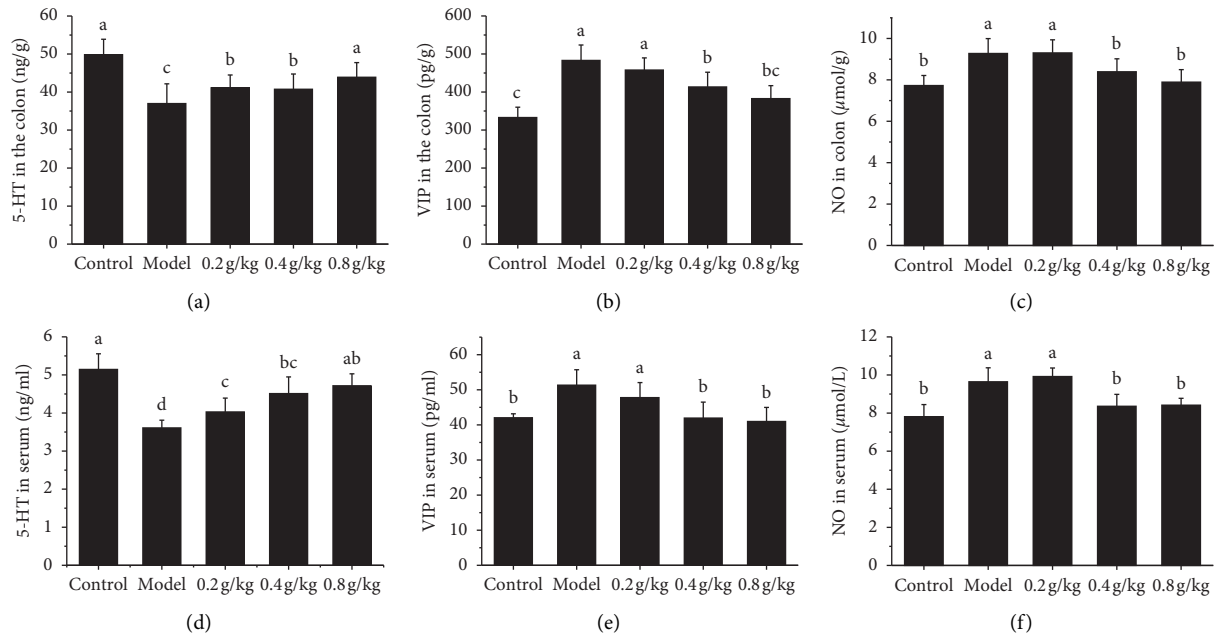 5-HT in the colon (ng/g)
60
50
40
30
20
10
0
a
c
b
b
a
Control Model 0.2 g/kg 0.4 g/kg 0.8 g/kg
(a)
VIP in the colon (pg/g)
600
500
400
300
200
100
0
c
a
a
b
bc
Control Model 0.2 g/kg 0.4 g/kg 0.8 g/kg
(b)
NO in colon (μmol/g)
10
8
6
4
2
0
b
a
a
b
b
Control Model 0.2 g/kg 0.4 g/kg 0.8 g/kg
(c)
5-HT in serum (ng/ml)
6
5
4
3
2
1
0
a
d
c
bc
ab
Control Model 0.2 g/kg 0.4 g/kg 0.8 g/kg
(d)
VIP in serum (pg/ml)
60
50
40
30
20
10
0
b
a
a
b
b
Control Model 0.2 g/kg 0.4 g/kg 0.8 g/kg
(e)
NO in serum (μmol/L)
12
10
8
6
4
2
0
b
a
a
b
b
Control Model 0.2 g/kg 0.4 g/kg 0.8 g/kg
(f)